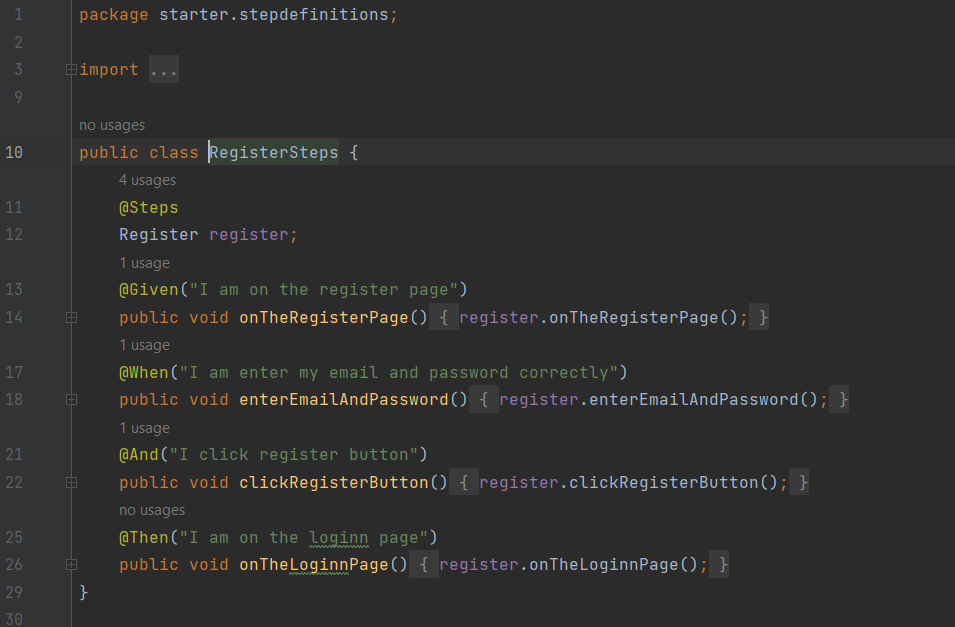 1 package starter.stepdefinitions;
2
3 import ...
9
no usages
10 public class RegisterSteps {
4 usages
11 @Steps
12 Register register;
1 usage
13 @Given("I am on the register page")
14 public void onTheRegisterPage() { register.onTheRegisterPage(); }
1 usage
17 @When("I am enter my email and password correctly")
18 public void enterEmailAndPassword() { register.enterEmailAndPassword(); }
1 usage
21 @And("I click register button")
22 public void clickRegisterButton() { register.clickRegisterButton(); }
no usages
25 @Then("I am on the loginn page")
26 public void onTheLoginnPage() { register.onTheLoginnPage(); }
29 }
30